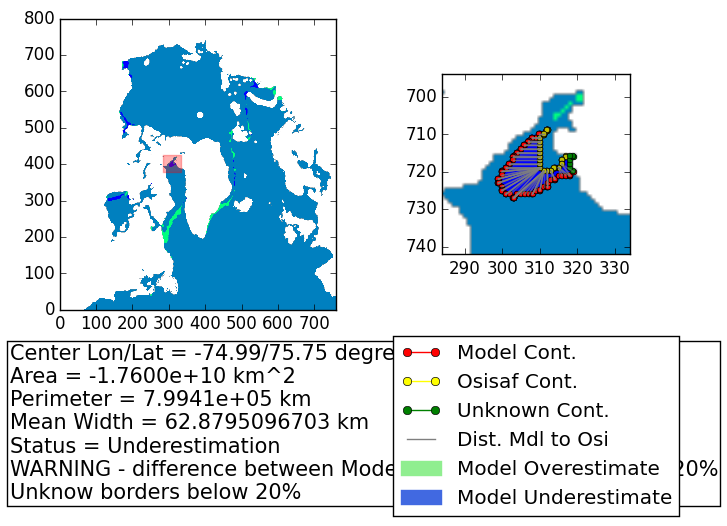 800
700
600
500
400
300
200
100
0
0 100 200 300 400 500 600 700
700
710
720
730
740
290 300 310 320 330
Center Lon/Lat = -74.99/75.75 degre
Area = -1.7600e+10 km^2
Perimeter = 7.9941e+05 km
Mean Width = 62.8795096703 km
Status = Underestimation
WARNING - difference between Mode 20%
Unknow borders below 20%
Model Cont.
Osisaf Cont.
Unknown Cont.
Dist. Mdl to Osi
Model Overestimate
Model Underestimate